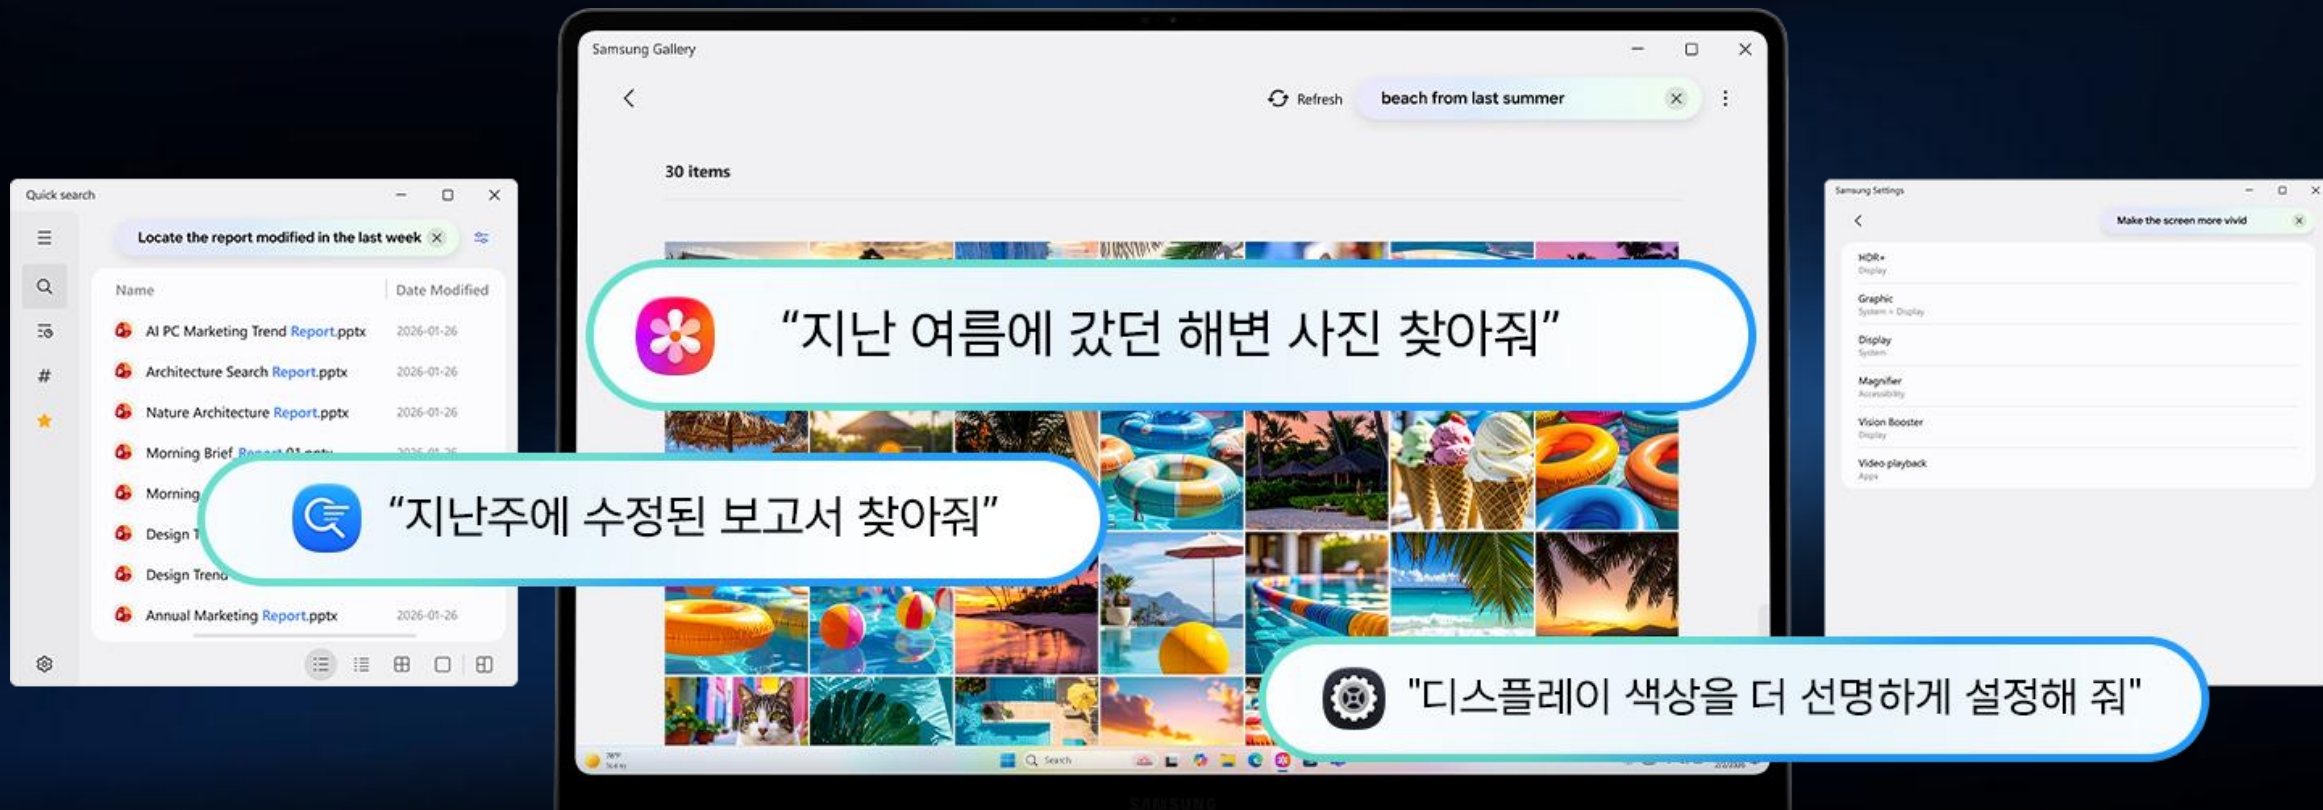 Quick search
Locate the report modified in the last week
Name
Date Modified
AI PC Marketing Trend Report.pptx
2026-01-26
Architecture Search Report.pptx
2026-01-26
Nature Architecture Report.pptx
2026-01-26
Morning Brief
Morning
Design
Design Trend
Annual Marketing Report.pptx
2026-01-26
Samsung Gallery
Refresh
beach from last summer
30 items
“지난 여름에 갔던 해변 사진 찾아줘”
“지난주에 수정된 보고서 찾아줘”
"디스플레이 색상을 더 선명하게 설정해 줘"
Search
SAMSUNG
Samsung Settings
Make the screen more vivid
HDR+
Display
Graphic
System > Display
Display
System
Magnifier
Accessibility
Vision Booster
Display
Video playback
Apps